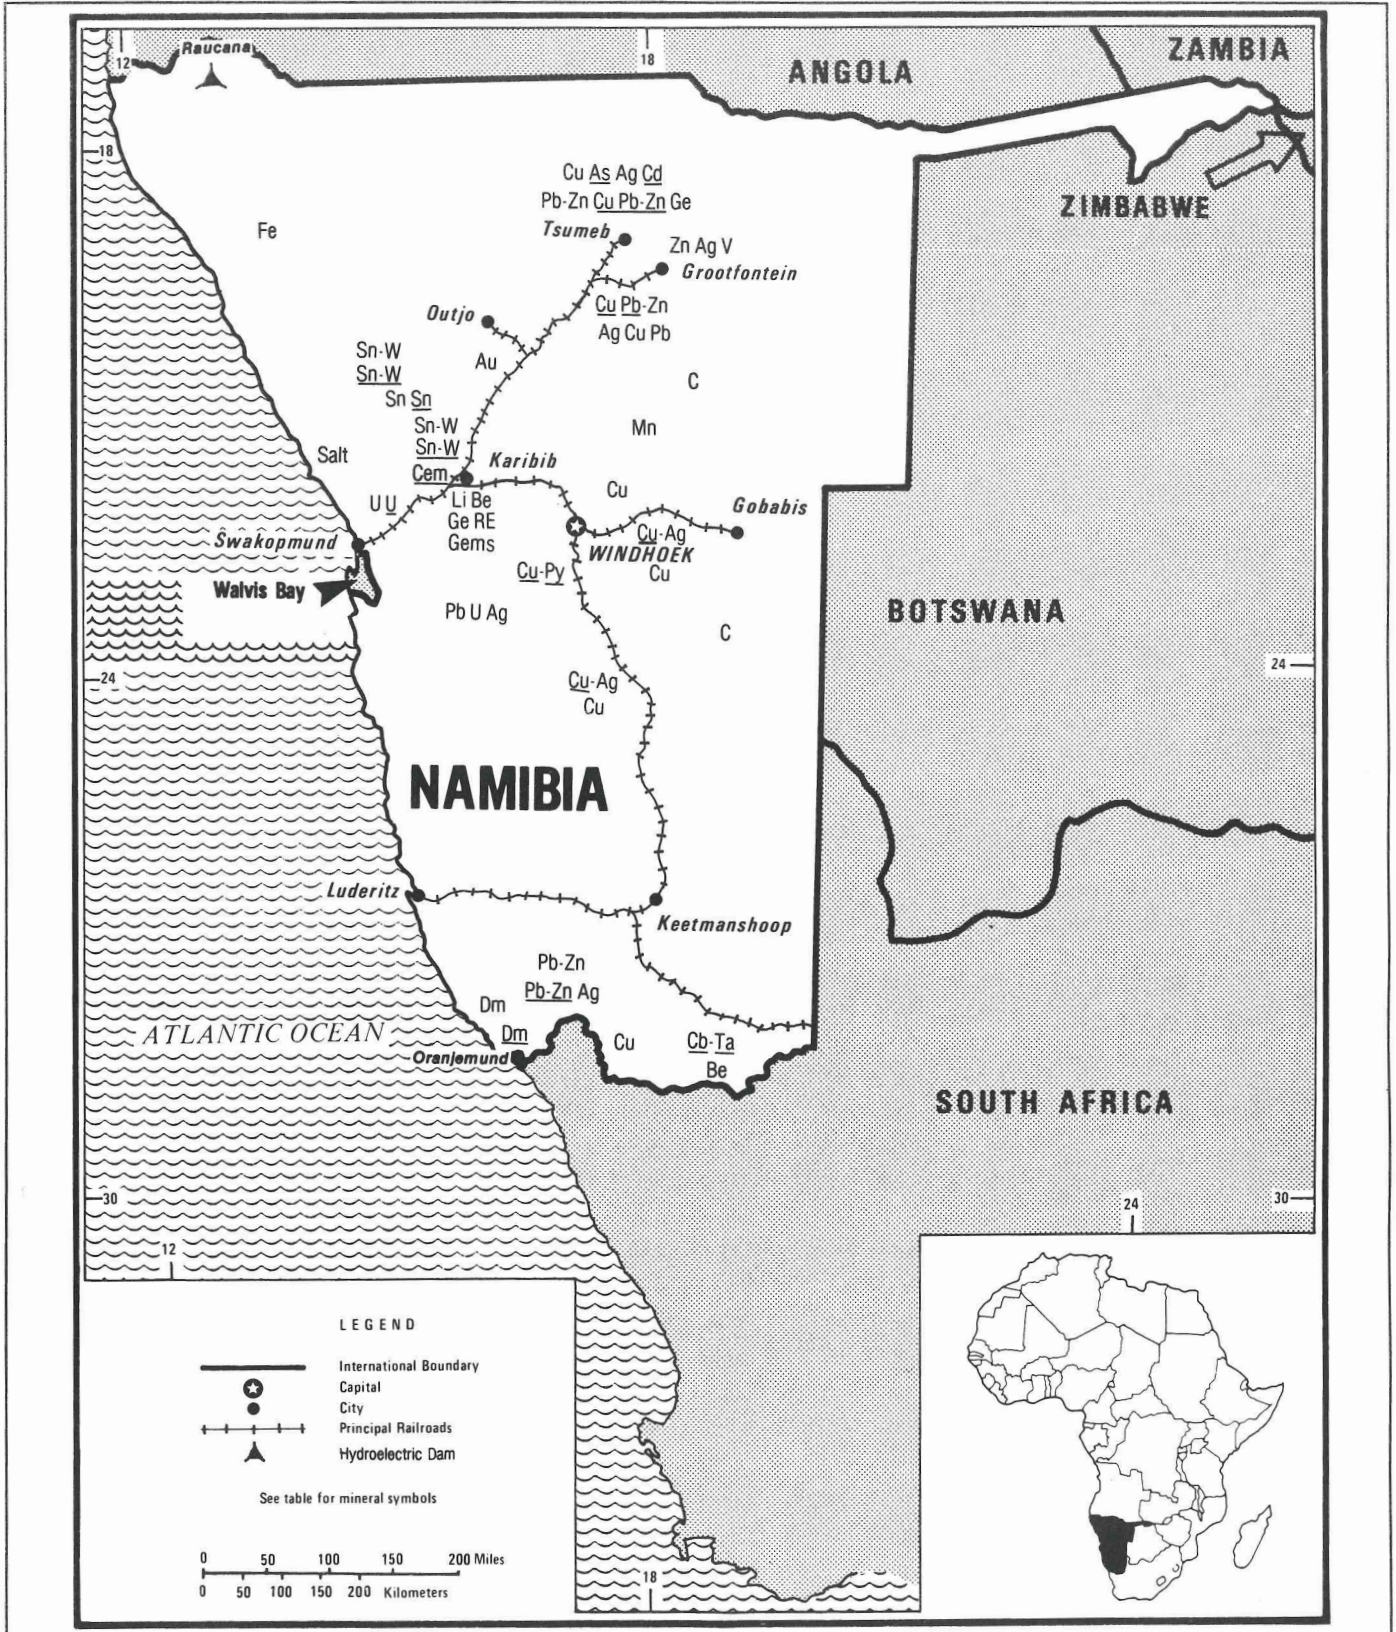 Raucana
12
18
ANGOLA
ZAMBIA
18
Cu As Ag Cd
Pb-Zn Cu Pb-Zn Ge
Tsumeb
ZIMBABWE
Fe
Zn Ag V
Grootfontein
Cu Pb-Zn
Ag Cu Pb
Outjo
Sn-W
Sn-W
Au
C
Sn Sn
Sn-W
Sn-W
Mn
Salt
Cem
Karibib
U U
Li Be
Ge RE
Gems
Cu
Gobabis
Swakopmund
Cu-Ag
WINDHOEK
Cu
Cu-Py
Walvis Bay
Pb U Ag
BOTSWANA
C
24
24
Cu-Ag
Cu
NAMIBIA
Luderitz
Keetmanshoop
Pb-Zn
Pb-Zn Ag
Dm
Dm
ATLANTIC OCEAN
Oranjemund
Cu
Cb-Ta
Be
SOUTH AFRICA
30
24
30
12
LEGEND
International Boundary
Capital
City
Principal Railroads
Hydroelectric Dam
See table for mineral symbols
0 50 100 150 200 Miles
0 50 100 150 200 Kilometers
18